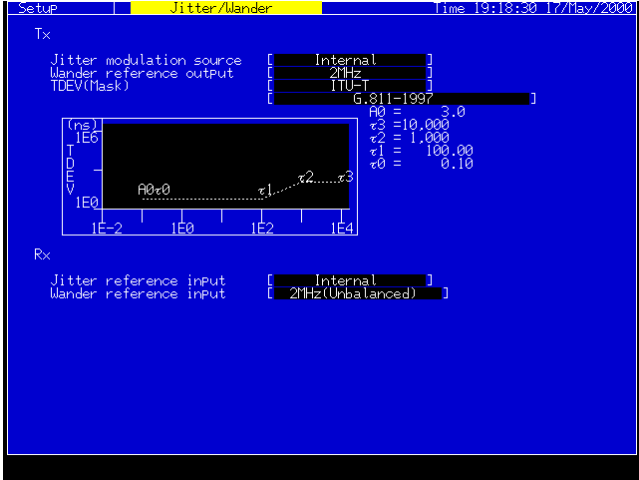 Setup Jitter/Wander Time 19:18:30 17/May/2000
Tx
Jitter modulation source [ Internal ]
Wander reference output [ 2MHz ]
TDEV(Mask) [ ITU-T ]
[ G.811-1997 ]
A0 = 3.0
τ3 =10,000
τ2 = 1,000
τ1 = 100.00
τ0 = 0.10
(ns)
1E6
TDEV
1E0
A0τ0 τ1 τ2 τ3
1E-2 1E0 1E2 1E4
Rx
Jitter reference input [ Internal ]
Wander reference input [ 2MHz(Unbalanced) ]